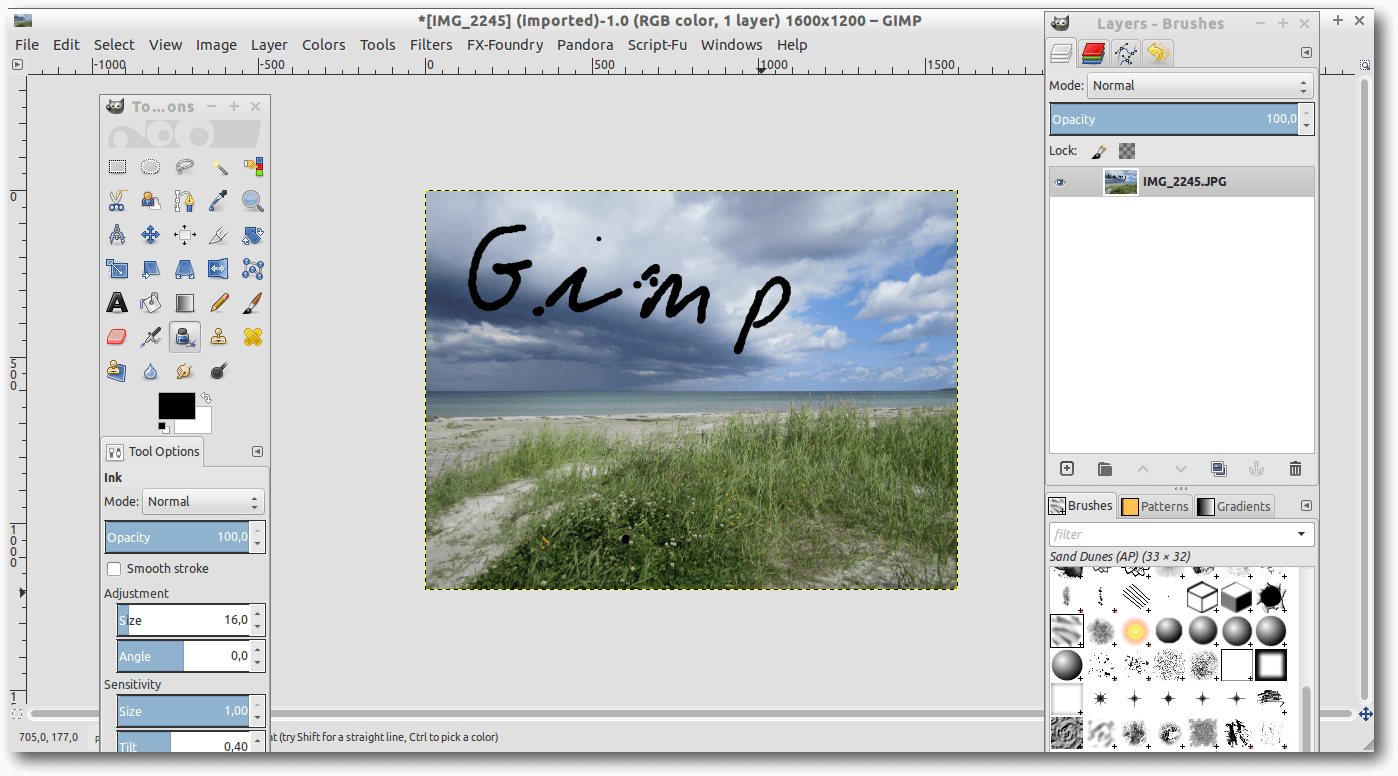 *[IMG_2245] (imported)-1.0 (RGB color, 1 layer) 1600x1200 – GIMP
File Edit Select View Image Layer Colors Tools Filters FX-Foundry Pandora Script-Fu Windows Help
-1000 -500 0 500 1000 1500
To...ons
0
500
1000
1
Gimp
Tool Options
Ink
Mode: Normal
Opacity 100,0
Smooth stroke
Adjustment
Size 16,0
Angle 0,0
Sensitivity
Size 1,00
Tilt 0,40
705,0, 177,0
(try Shift for a straight line, Ctrl to pick a color)
Layers - Brushes
Mode: Normal
Opacity 100,0
Lock:
IMG_2245.JPG
Brushes Patterns Gradients
filter
Sand Dunes (AP) (33 × 32)